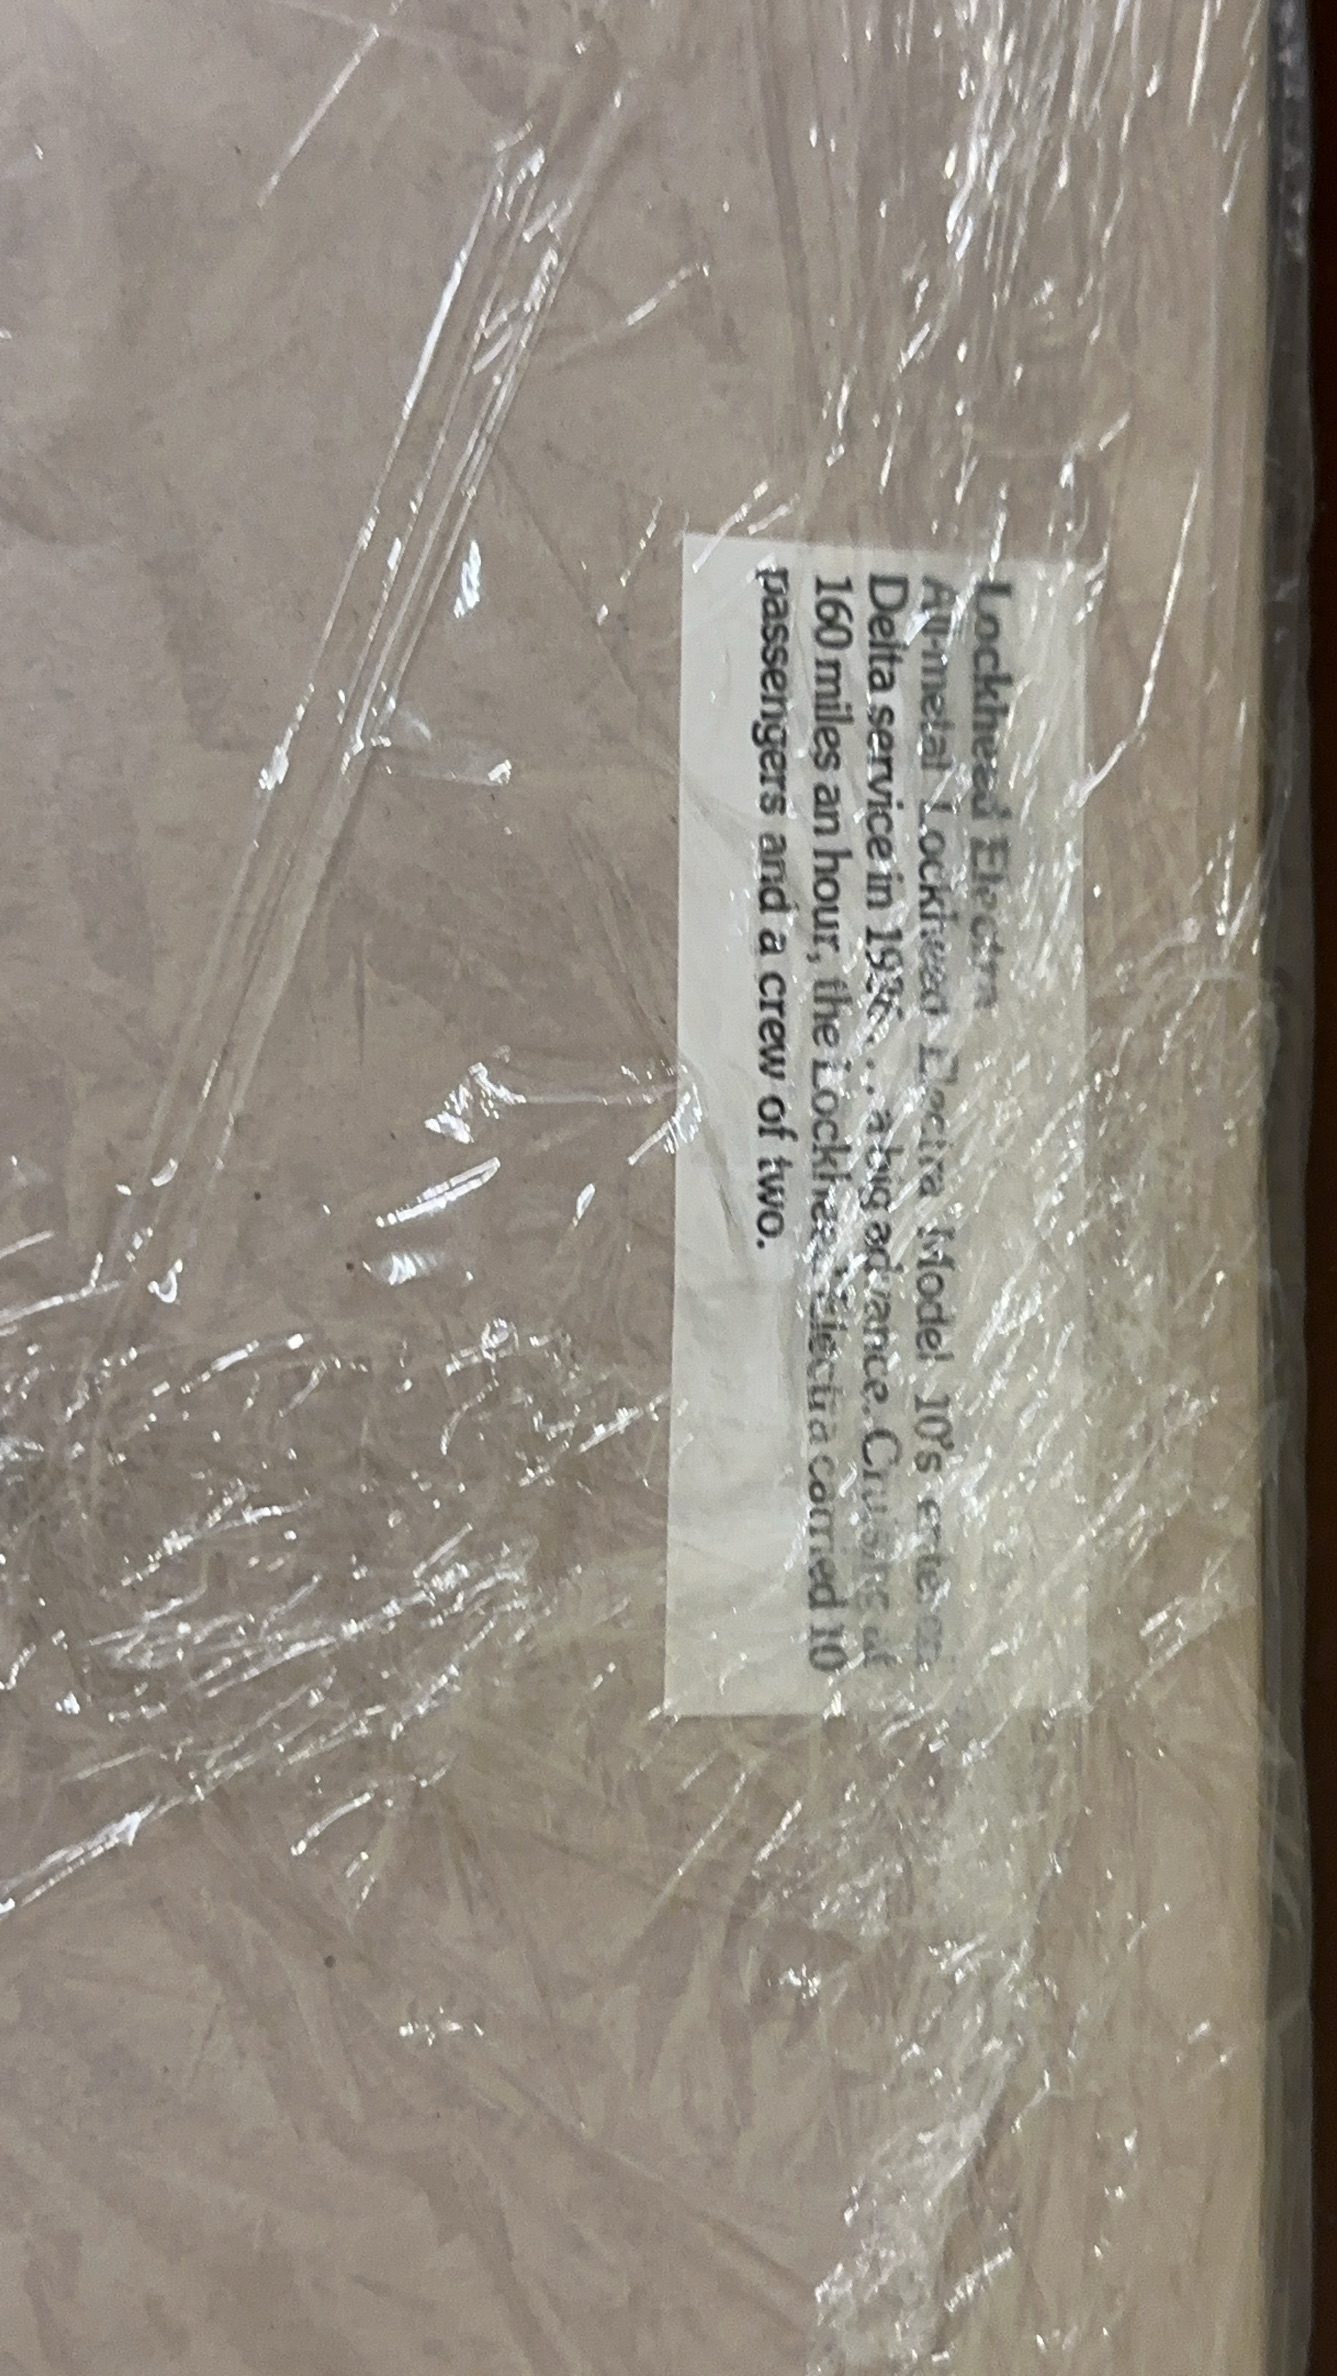 Lockheed Electra
All-metal Lockheed Electra Model 10's entered
Delta service in 1936 . . . a big advance. Cruising at
160 miles an hour, the Lockheed Electra carried 10
passengers and a crew of two.